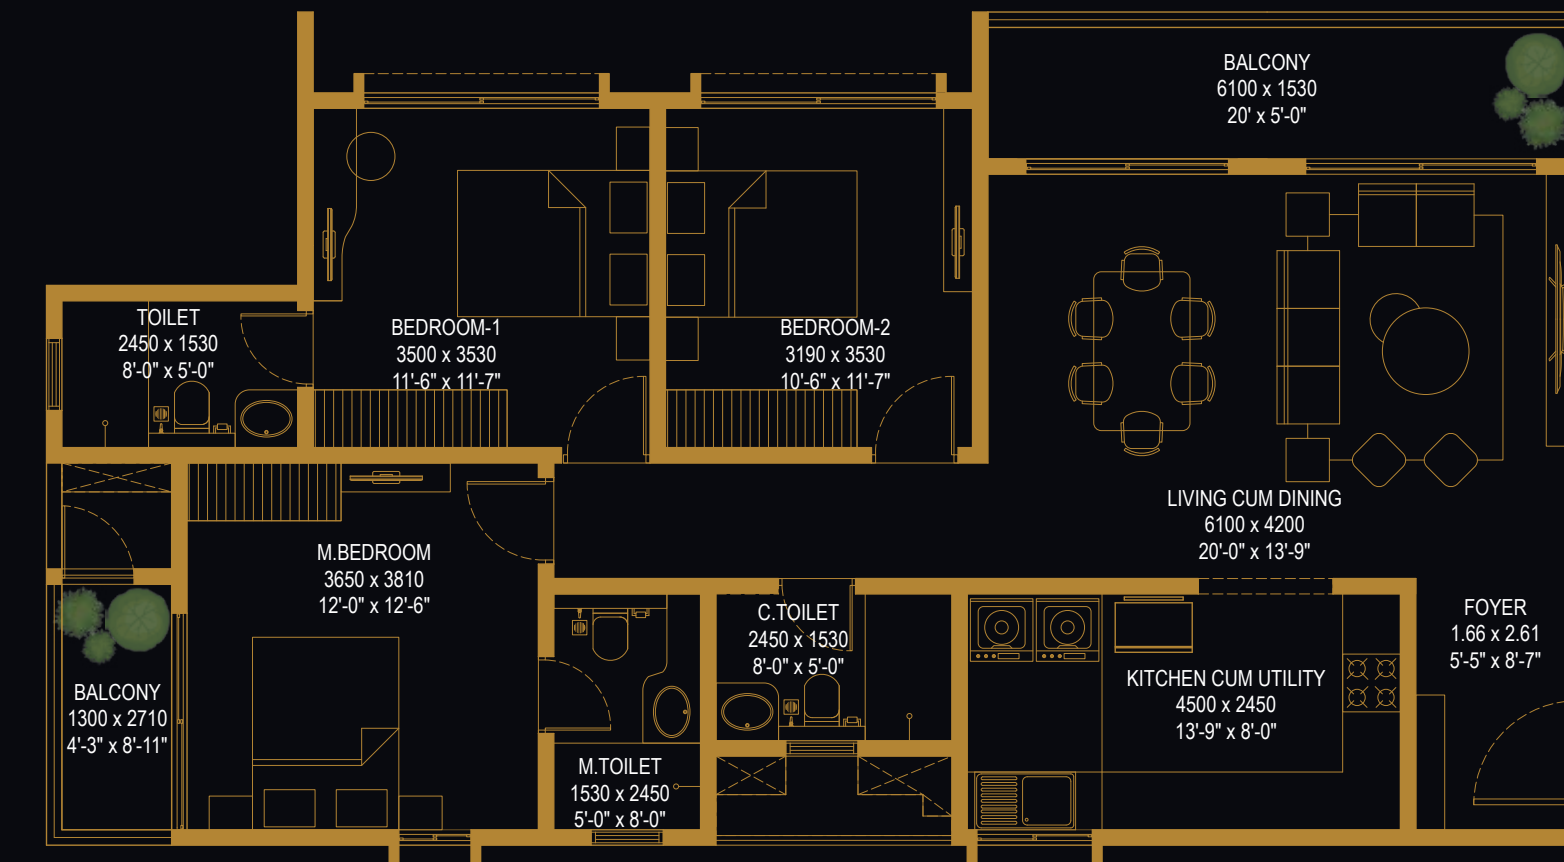 BALCONY
6100 x 1530
20' x 5'-0"
TOILET
2450 x 1530
8'-0" x 5'-0"
BEDROOM-1
3500 x 3530
11'-6" x 11'-7"
BEDROOM-2
3190 x 3530
10'-6" x 11'-7"
LIVING CUM DINING
6100 x 4200
20'-0" x 13'-9"
M.BEDROOM
3650 x 3810
12'-0" x 12'-6"
C.TOILET
2450 x 1530
8'-0" x 5'-0"
FOYER
1.66 x 2.61
5'-5" x 8'-7"
BALCONY
1300 x 2710
4'-3" x 8'-11"
KITCHEN CUM UTILITY
4500 x 2450
13'-9" x 8'-0"
M.TOILET
1530 x 2450
5'-0" x 8'-0"